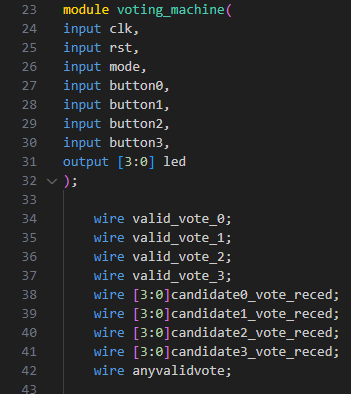 23 module voting_machine(
24 input clk,
25 input rst,
26 input mode,
27 input button0,
28 input button1,
29 input button2,
30 input button3,
31 output [3:0] led
32 );
33
34 wire valid_vote_0;
35 wire valid_vote_1;
36 wire valid_vote_2;
37 wire valid_vote_3;
38 wire [3:0]candidate0_vote_reced;
39 wire [3:0]candidate1_vote_reced;
40 wire [3:0]candidate2_vote_reced;
41 wire [3:0]candidate3_vote_reced;
42 wire anyvalidvote;
43